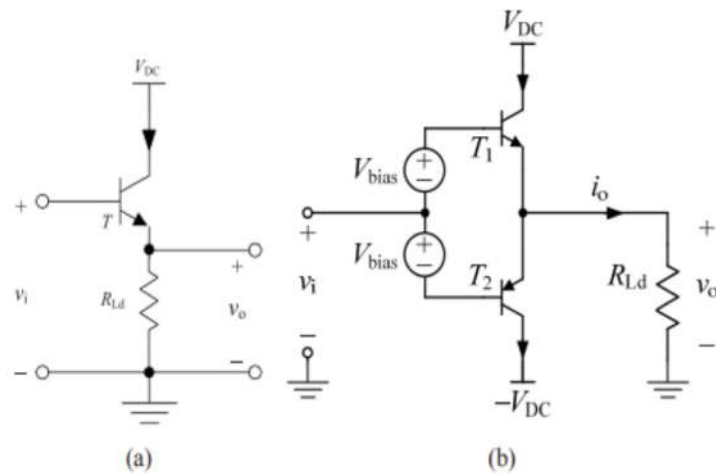 V_DC
+
T
v_i
R_Ld
+
v_o
−
−
(a)
V_DC
T_1
V_bias
+
−
i_o
+
V_bias
+
−
T_2
v_i
R_Ld
+
v_o
−
−
−V_DC
(b)